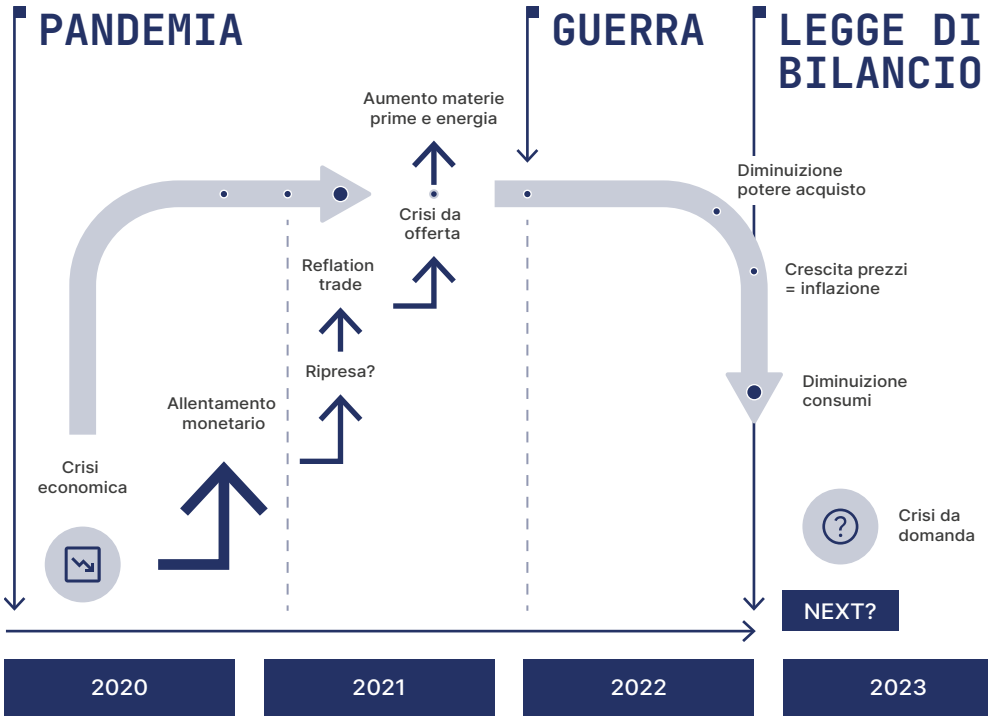 PANDEMIA
GUERRA
LEGGE DI
BILANCIO
Aumento materie
prime e energia
Diminuizione
potere acquisto
Crisi da
offerta
Reflation
trade
Crescita prezzi
= inflazione
Ripresa?
Diminuizione
consumi
Allentamento
monetario
Crisi
economica
?
Crisi da
domanda
NEXT?
2020
2021
2022
2023